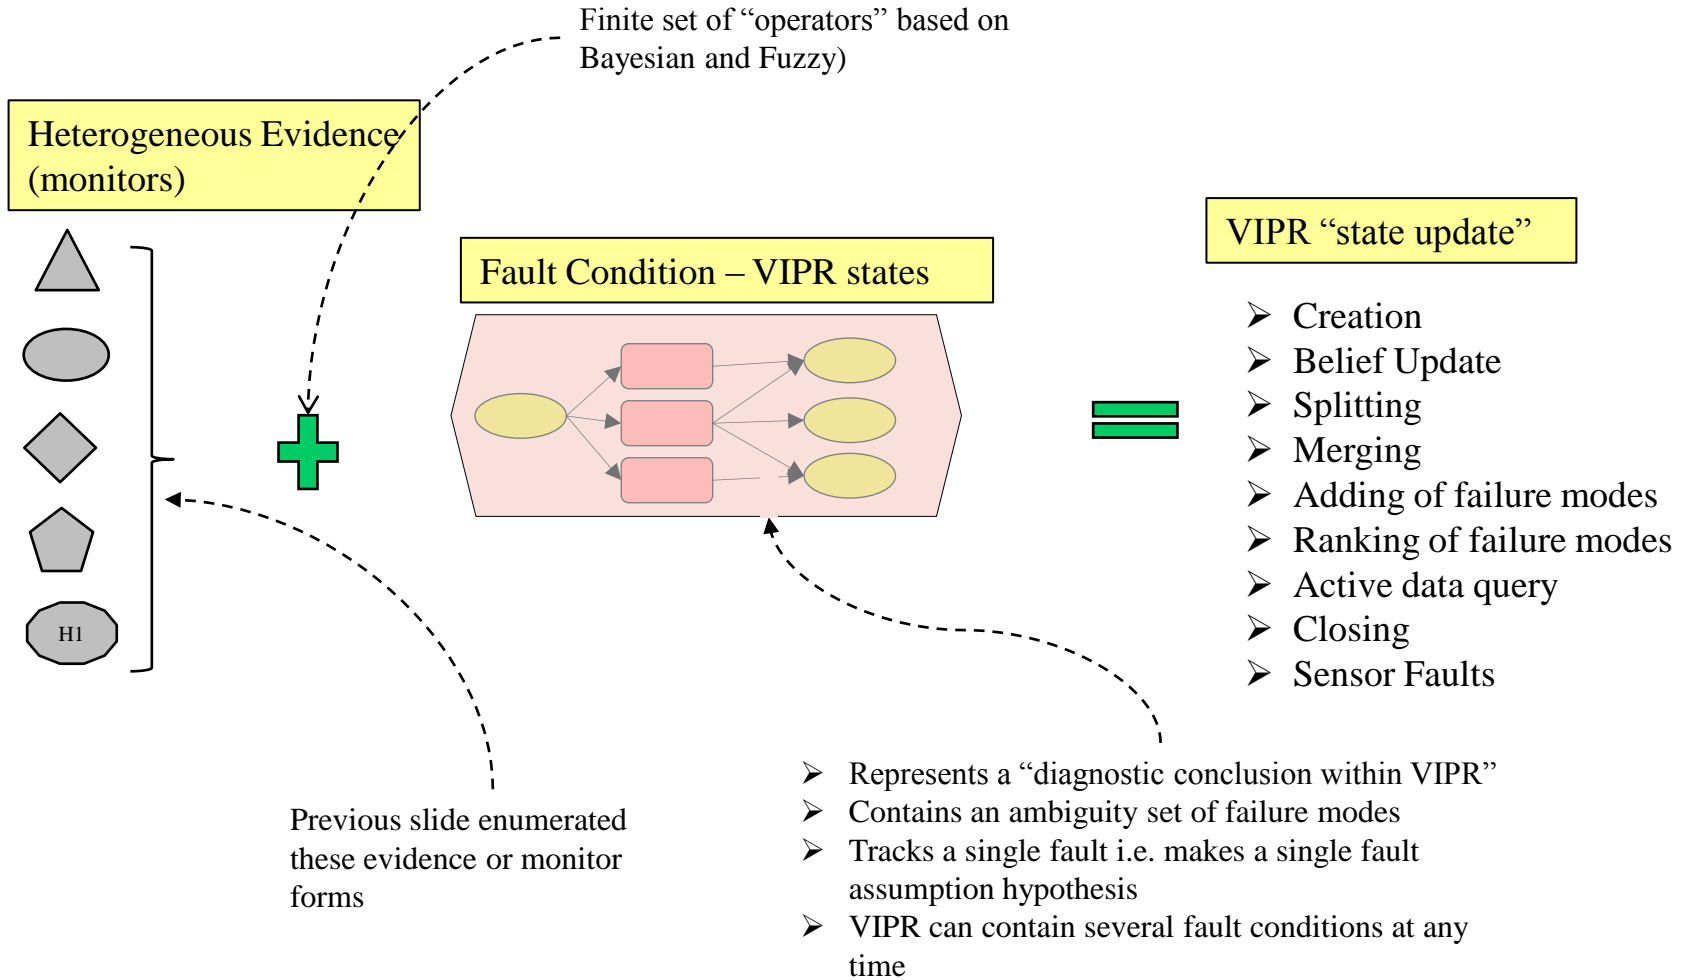 Finite set of “operators” based on
Bayesian and Fuzzy)
Heterogeneous Evidence
(monitors)
H1
Fault Condition – VIPR states
VIPR “state update”
➢ Creation
➢ Belief Update
➢ Splitting
➢ Merging
➢ Adding of failure modes
➢ Ranking of failure modes
➢ Active data query
➢ Closing
➢ Sensor Faults
Previous slide enumerated
these evidence or monitor
forms
➢ Represents a “diagnostic conclusion within VIPR”
➢ Contains an ambiguity set of failure modes
➢ Tracks a single fault i.e. makes a single fault
assumption hypothesis
➢ VIPR can contain several fault conditions at any
time